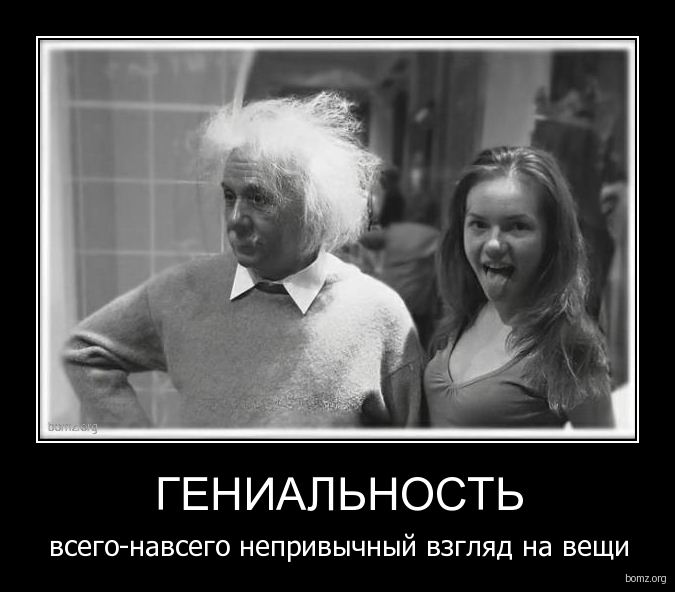 bomz.org
ГЕНИАЛЬНОСТЬ
всего-навсего непривычный взгляд на вещи
bomz.org